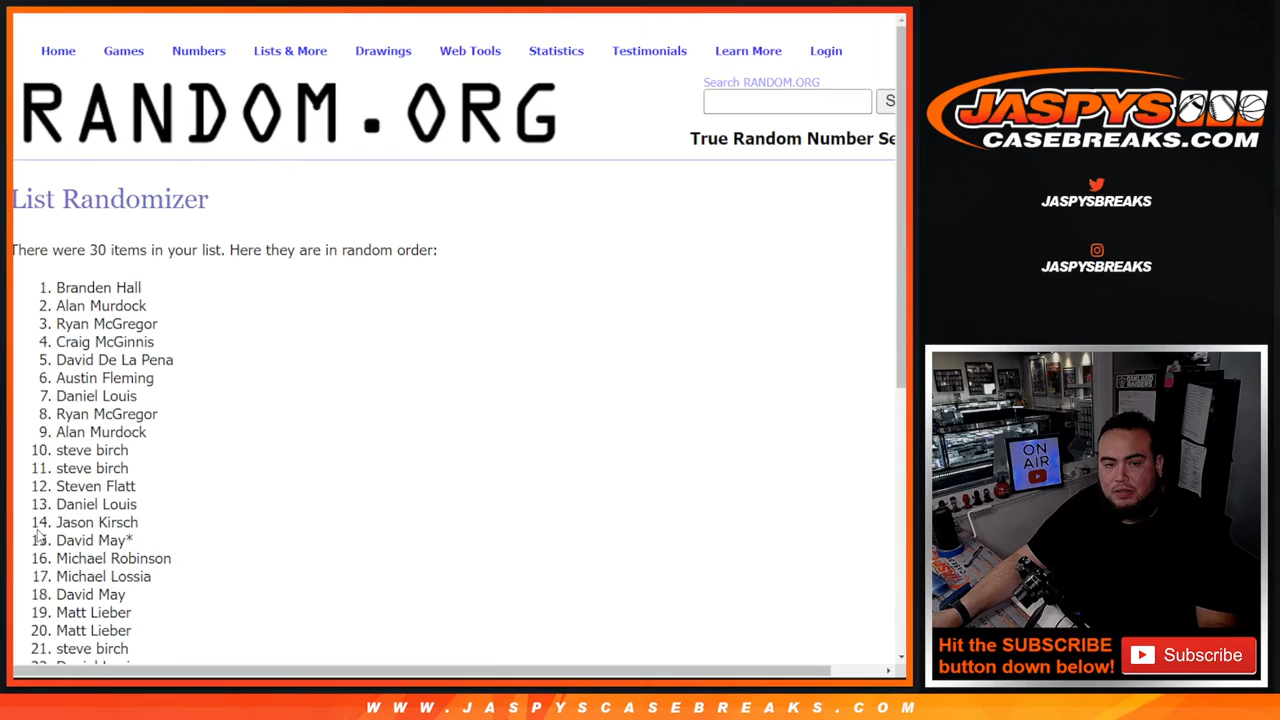 Home Games Numbers Lists & More Drawings Web Tools Statistics Testimonials Learn More Login
RANDOM.ORG
Search RANDOM.ORG
S
True Random Number Se
List Randomizer
There were 30 items in your list. Here they are in random order:
1. Branden Hall
2. Alan Murdock
3. Ryan McGregor
4. Craig McGinnis
5. David De La Pena
6. Austin Fleming
7. Daniel Louis
8. Ryan McGregor
9. Alan Murdock
10. steve birch
11. steve birch
12. Steven Flatt
13. Daniel Louis
14. Jason Kirsch
15. David May*
16. Michael Robinson
17. Michael Lossia
18. David May
19. Matt Lieber
20. Matt Lieber
21. steve birch
JASPYS
CASEBREAKS.COM
JASPYSBREAKS
JASPYSBREAKS
OAKLAND
RAIDERS
ON
AIR
Hit the SUBSCRIBE
button down below!
Subscribe
WWW.JASPYSCASEBREAKS.COM